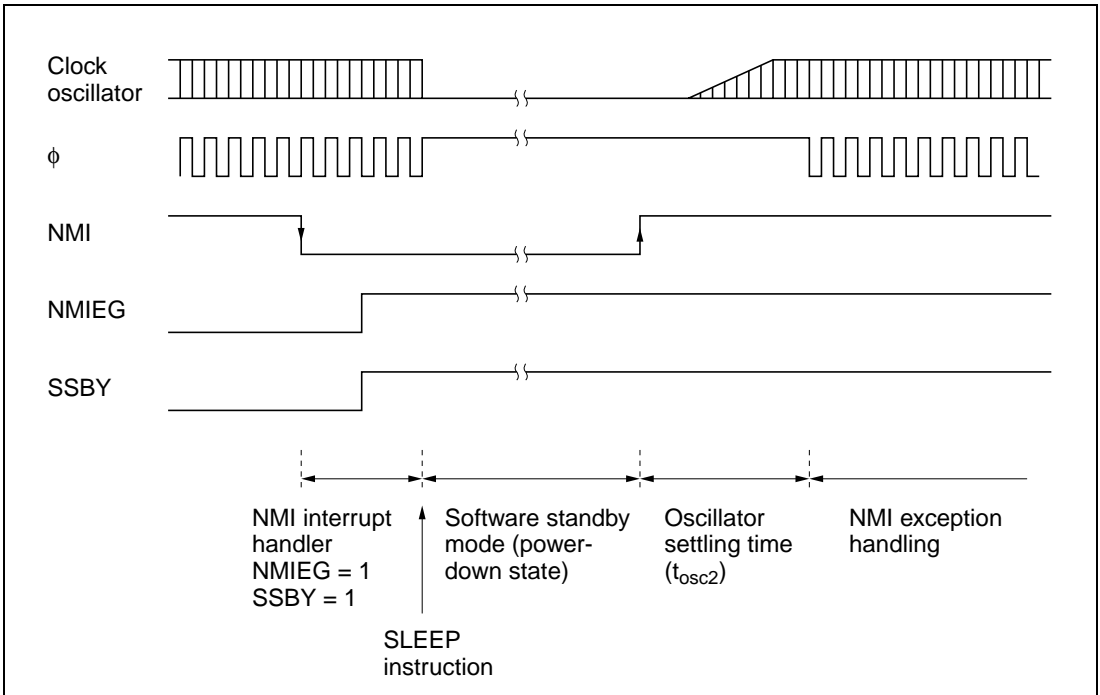 Clock
oscillator
ϕ
NMI
NMIEG
SSBY
NMI interrupt
handler
NMIEG = 1
SSBY = 1
Software standby
mode (power-
down state)
Oscillator
settling time
(tosc2)
NMI exception
handling
SLEEP
instruction